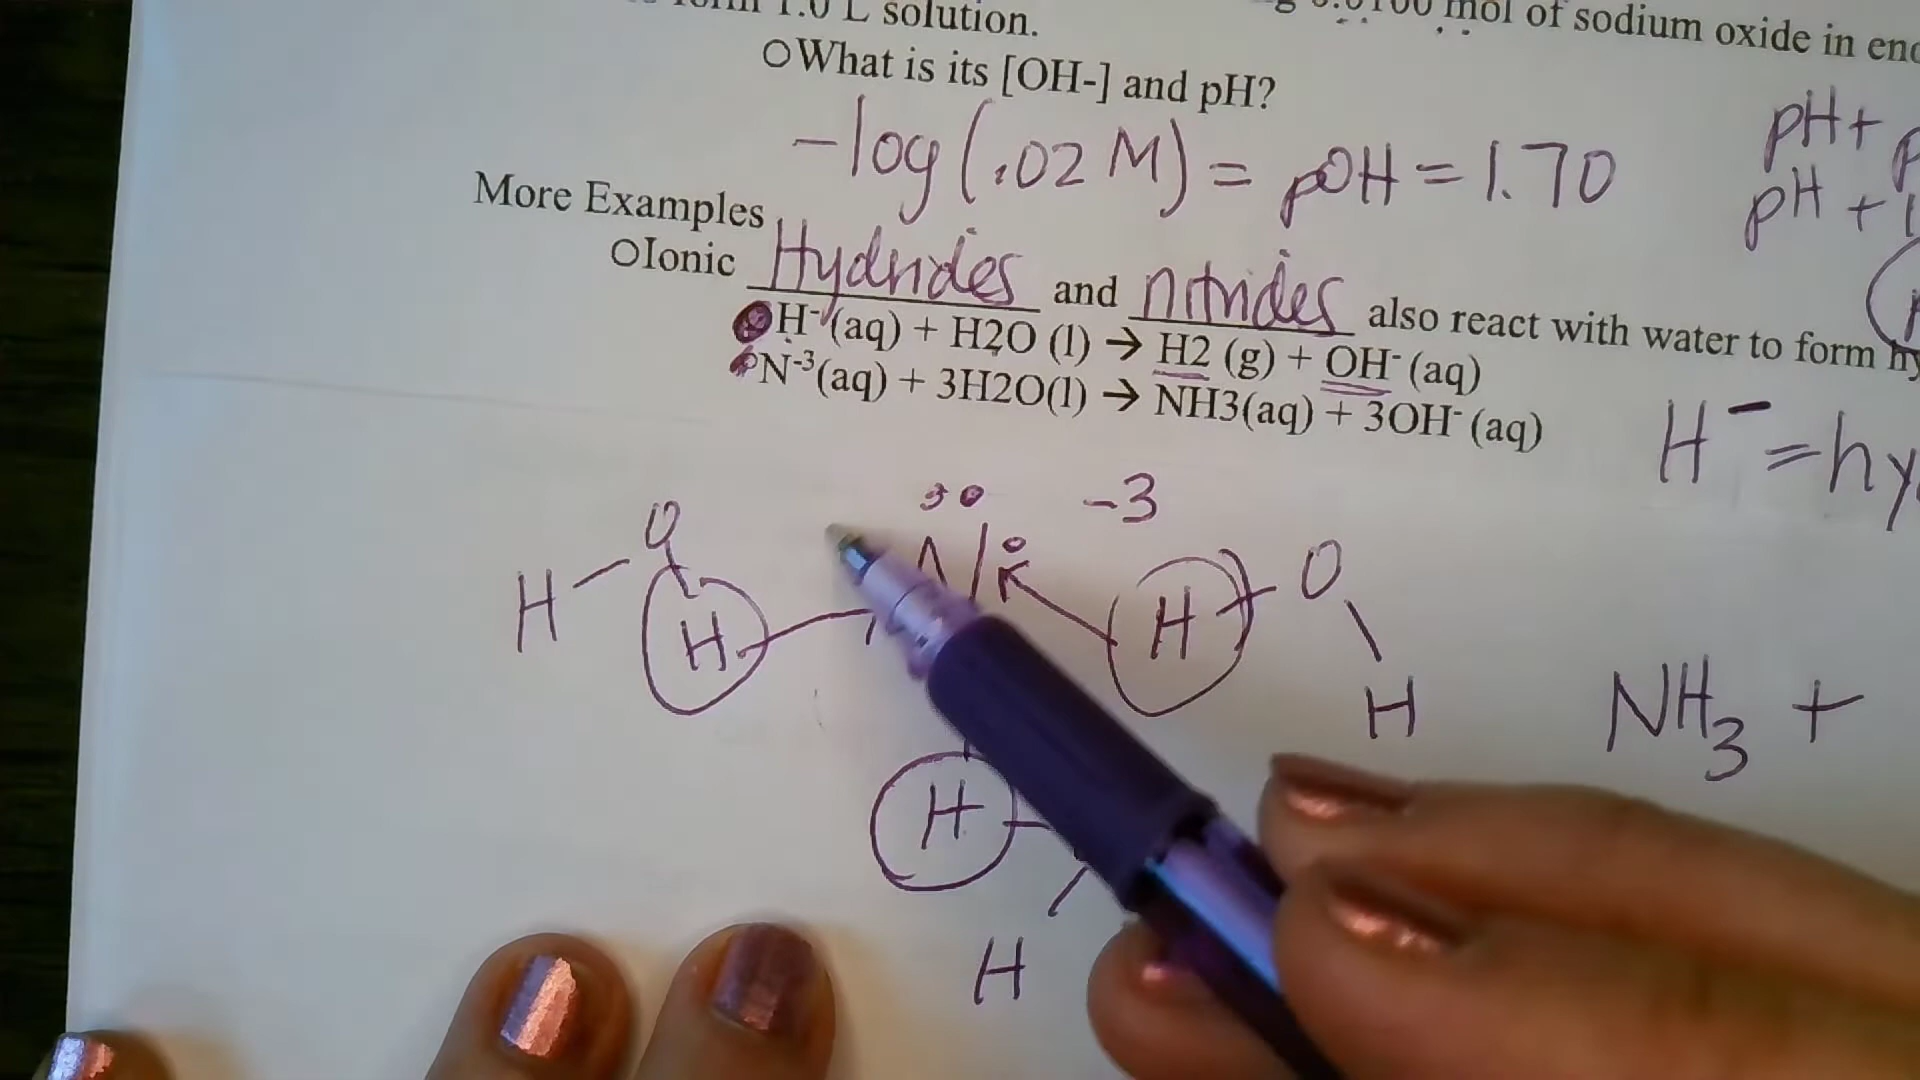 1.0 L solution.
mol of sodium oxide in
What is its [OH-] and pH?
-log(.02 M) = pOH = 1.70
pH +
pH +
More Examples
Ionic Hydrides and nitrides also react with water to form
H-(aq) + H2O (l) → H2 (g) + OH- (aq)
N-3(aq) + 3H2O(l) → NH3(aq) + 3OH- (aq)
H- =
-3
O N O
H H H
H
NH3 +
H
H